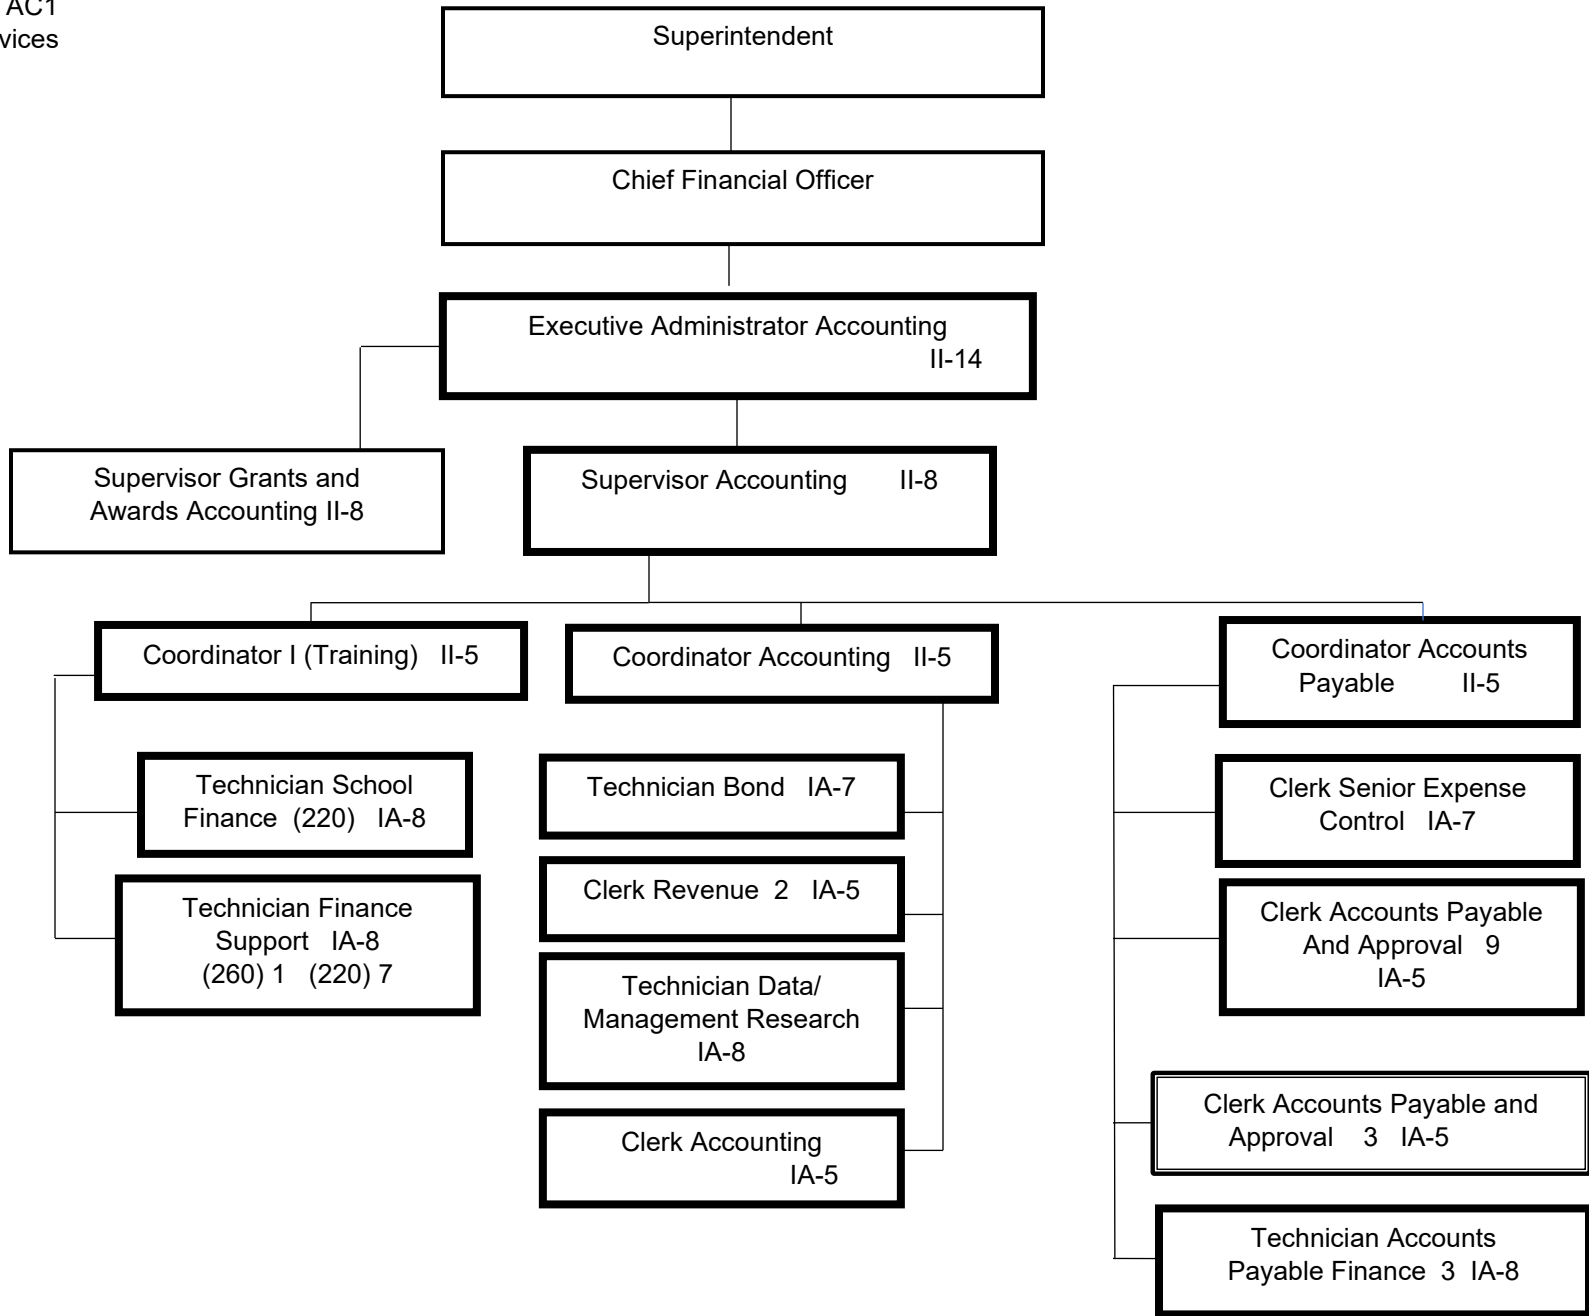 AC1
vices
Superintendent
Chief Financial Officer
Executive Administrator Accounting
II-14
Supervisor Grants and
Awards Accounting II-8
Supervisor Accounting II-8
Coordinator I (Training) II-5
Technician School
Finance (220) IA-8
Technician Finance
Support IA-8
(260) 1 (220) 7
Coordinator Accounting II-5
Technician Bond IA-7
Clerk Revenue 2 IA-5
Technician Data/
Management Research
IA-8
Clerk Accounting
IA-5
Coordinator Accounts
Payable II-5
Clerk Senior Expense
Control IA-7
Clerk Accounts Payable
And Approval 9
IA-5
Clerk Accounts Payable and
Approval 3 IA-5
Technician Accounts
Payable Finance 3 IA-8